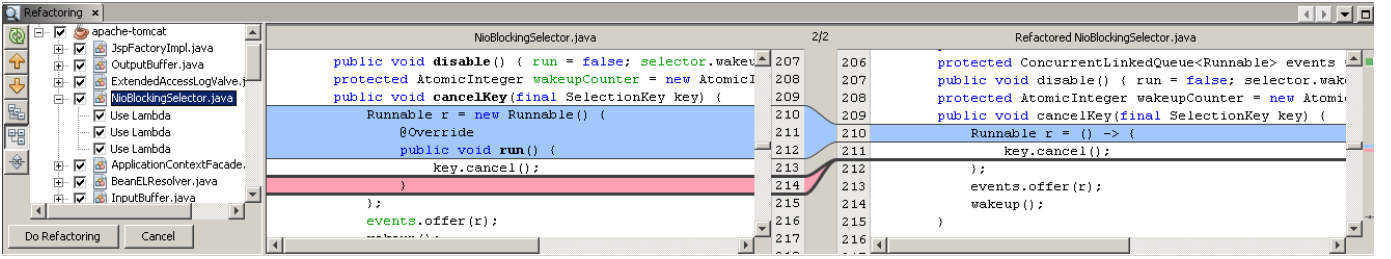 Refactoring ×
apache-tomcat
JspFactoryImpl.java
OutputBuffer.java
ExtendedAccessLogValve.j
NioBlockingSelector.java
Use Lambda
Use Lambda
Use Lambda
ApplicationContextFacade.
BeanELResolver.java
InputBuffer.java
Do Refactoring
Cancel
NioBlockingSelector.java
public void disable() { run = false; selector.wakeu
protected AtomicInteger wakeupCounter = new AtomicI
public void cancelKey(final SelectionKey key) {
Runnable r = new Runnable() {
@Override
public void run() {
key.cancel();
}
};
events.offer(r);
wakeup();
2/2
207
208
209
210
211
212
213
214
215
216
217
206
207
208
209
210
211
212
213
214
215
216
Refactored NioBlockingSelector.java
protected ConcurrentLinkedQueue<Runnable> events
public void disable() { run = false; selector.wak
protected AtomicInteger wakeupCounter = new Atomi
public void cancelKey(final SelectionKey key) {
Runnable r = () -> {
key.cancel();
};
events.offer(r);
wakeup();
}